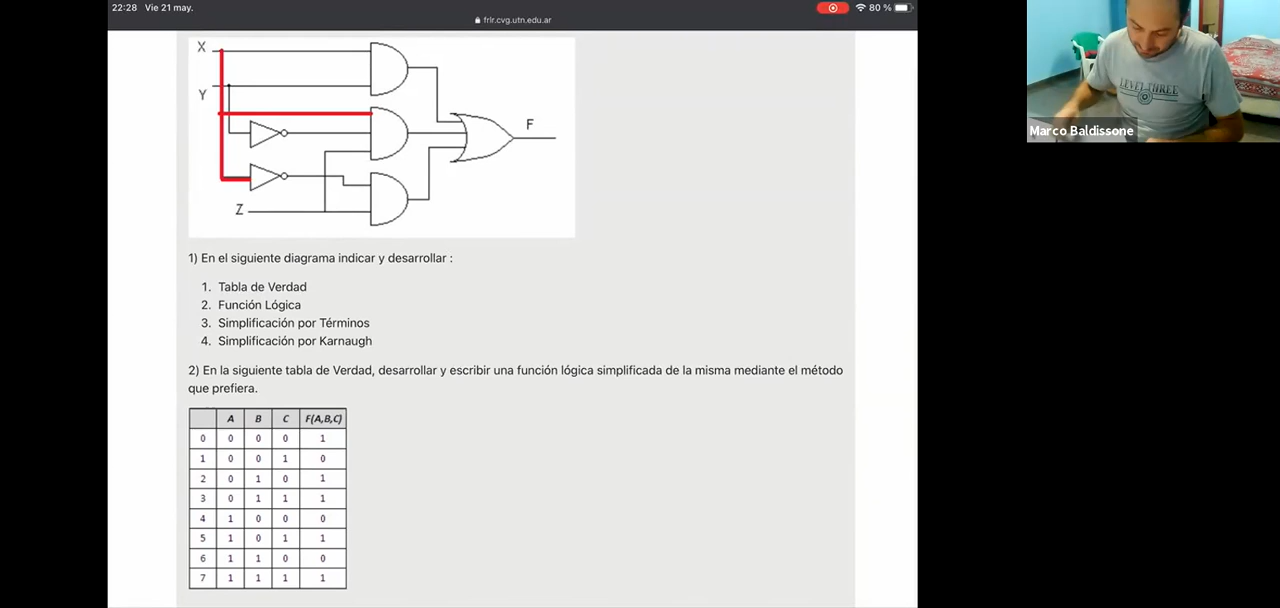 22:28 Vie 21 may.
80 %
frlr.cvg.utn.edu.ar
X
Y
Z
F
LEVEL THREE
Marco Baldissone
1) En el siguiente diagrama indicar y desarrollar :
1. Tabla de Verdad
2. Función Lógica
3. Simplificación por Términos
4. Simplificación por Karnaugh
2) En la siguiente tabla de Verdad, desarrollar y escribir una función lógica simplificada de la misma mediante el método
que prefiera.
A B C F(A,B,C)
0 0 0 0 1
1 0 0 1 0
2 0 1 0 1
3 0 1 1 1
4 1 0 0 0
5 1 0 1 1
6 1 1 0 0
7 1 1 1 1